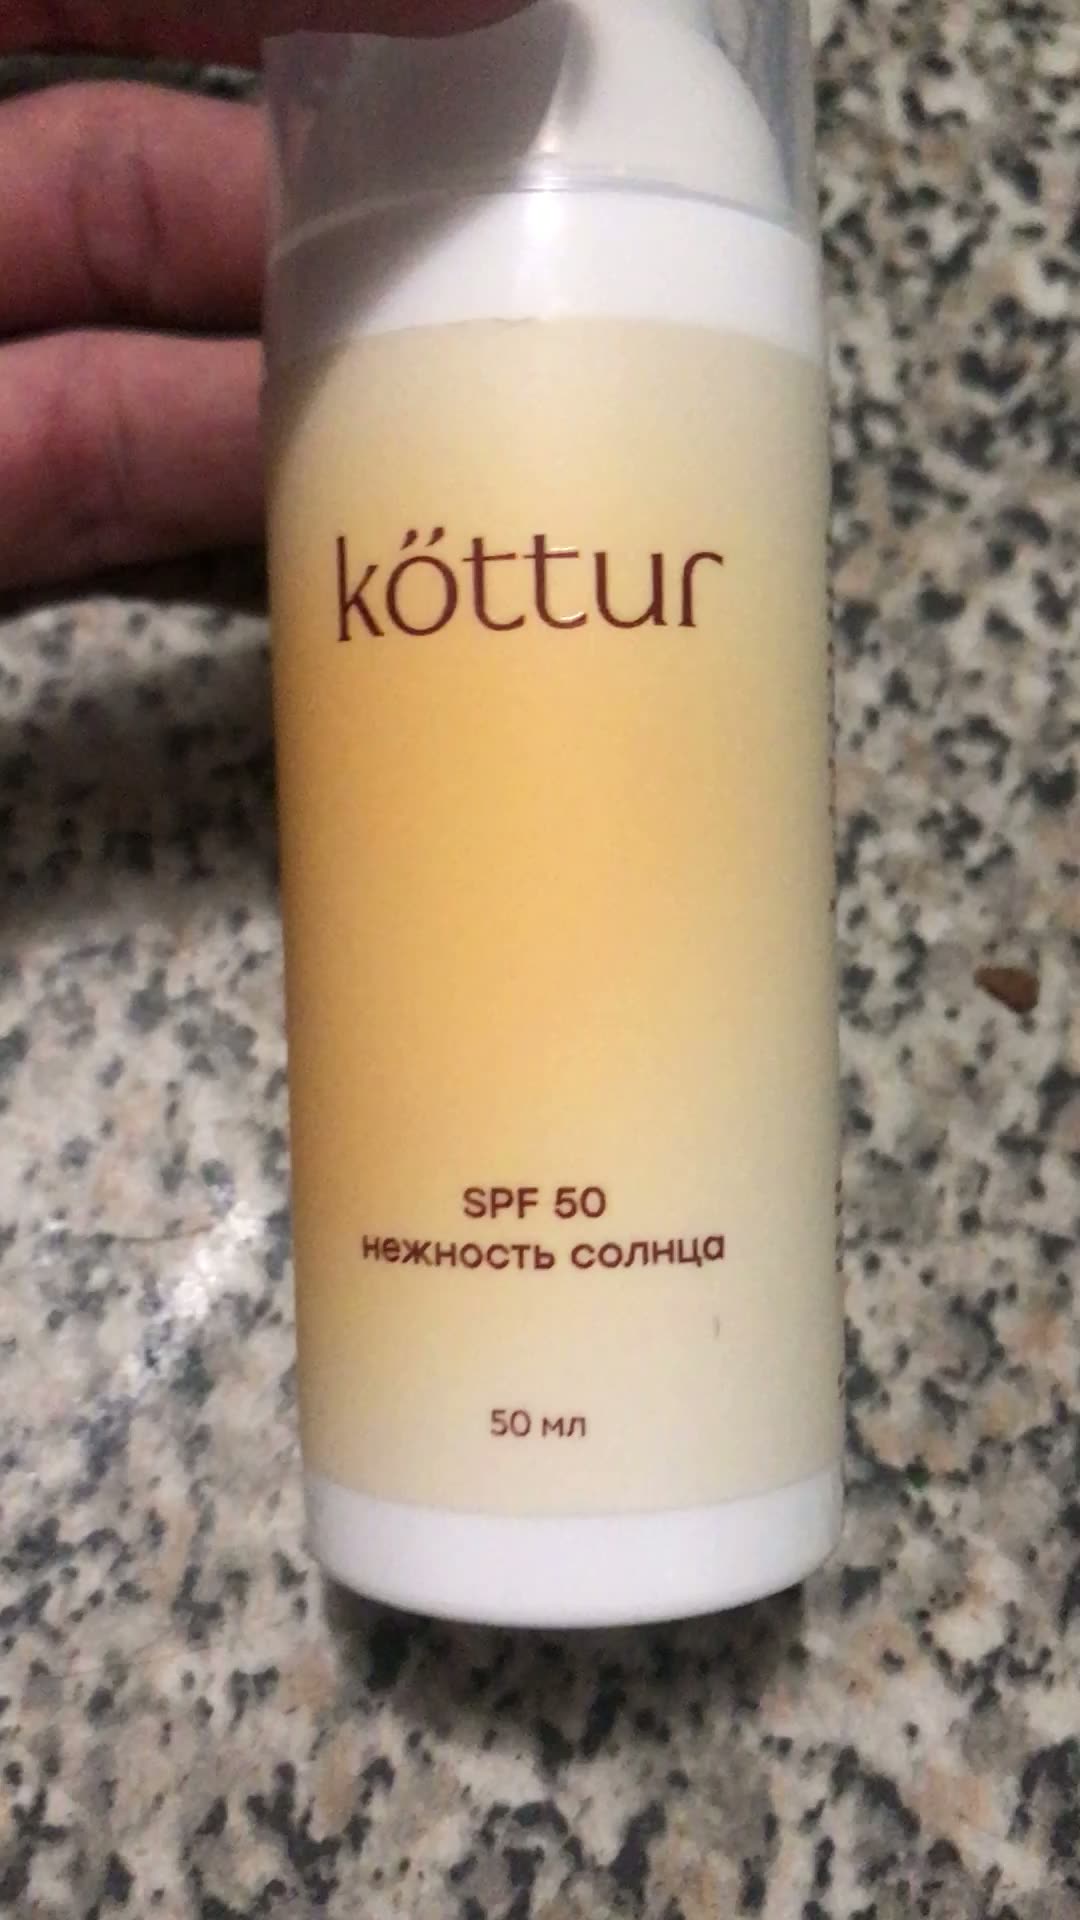 köttur
SPF 50
нежность солнца
50 мл